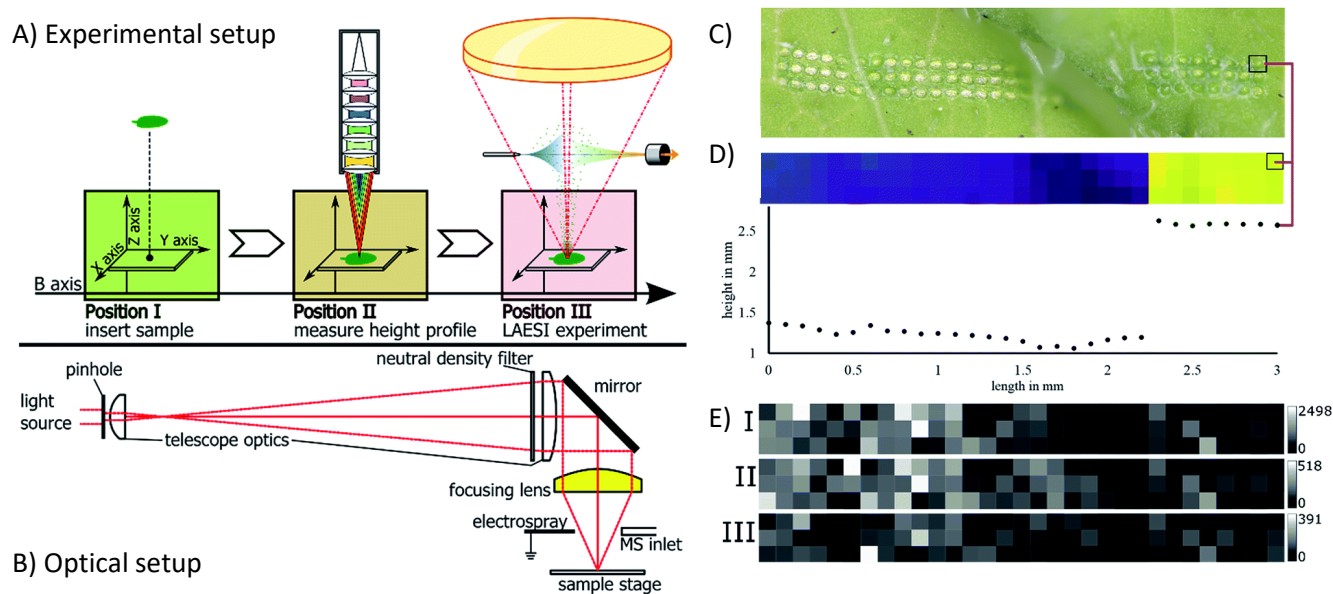 A) Experimental setup
Z axis
Y axis
X axis
B axis
Position I
insert sample
Position II
measure height profile
Position III
LAESI experiment
pinhole
light
source
telescope optics
neutral density filter
mirror
focusing lens
electrospray
MS inlet
sample stage
B) Optical setup
C)
D)
height in mm
2.5
2
1.5
1
0
0.5
1
1.5
2
2.5
3
length in mm
E)
I
2498
0
II
518
0
III
391
0